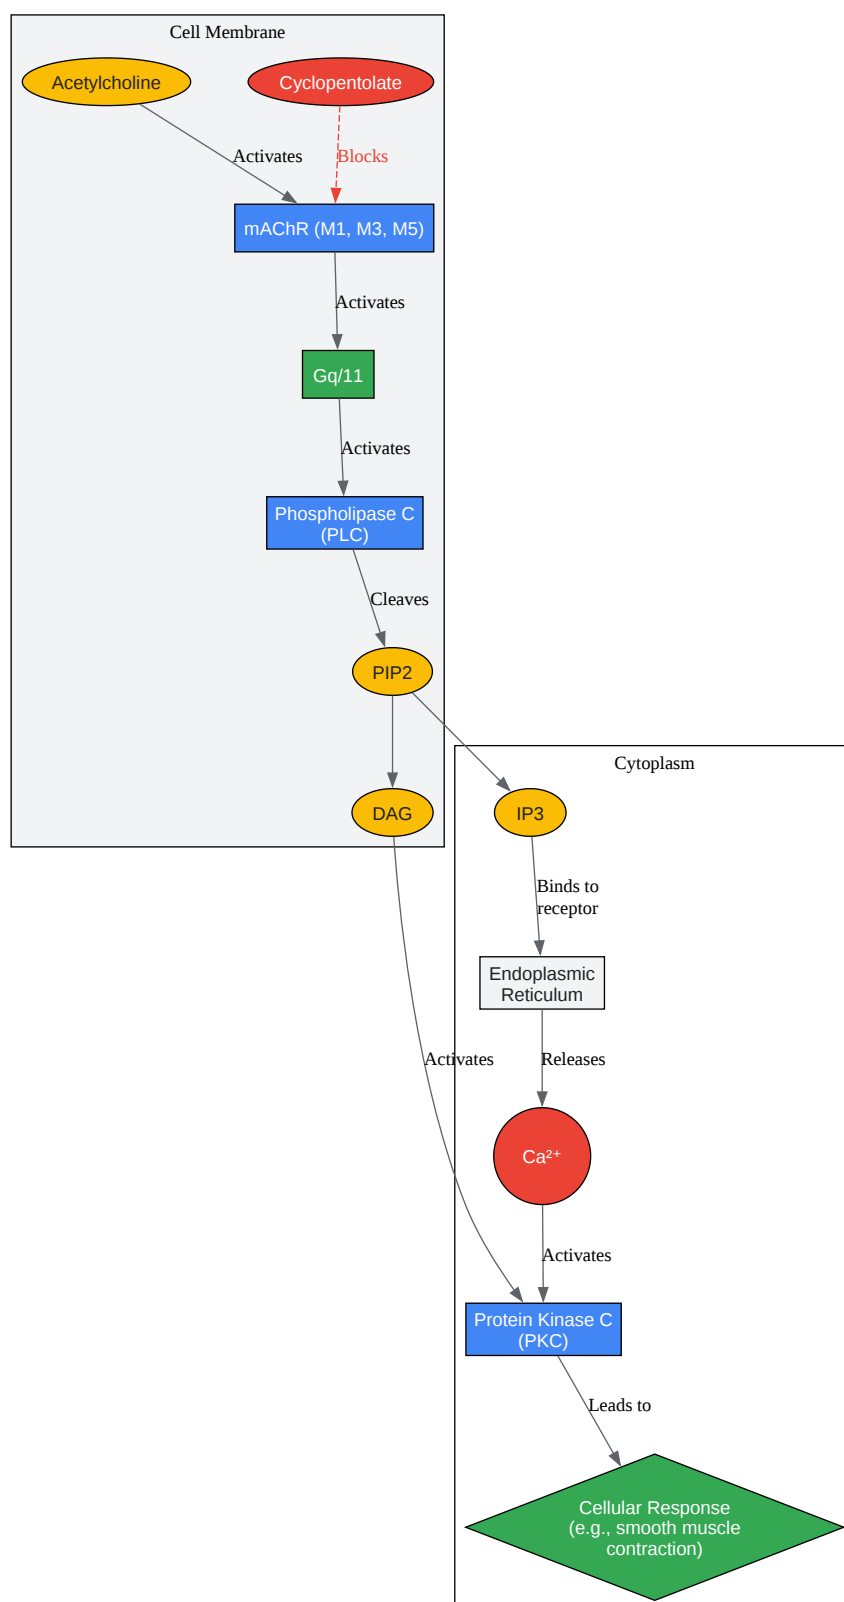 Cell Membrane
Acetylcholine
Cyclopentolate
Activates
Blocks
mAChR (M1, M3, M5)
Activates
Gq/11
Activates
Phospholipase C
(PLC)
Cleaves
PIP2
Cytoplasm
DAG
IP3
Binds to
receptor
Endoplasmic
Reticulum
Activates
Releases
Ca²⁺
Activates
Protein Kinase C
(PKC)
Leads to
Cellular Response
(e.g., smooth muscle
contraction)